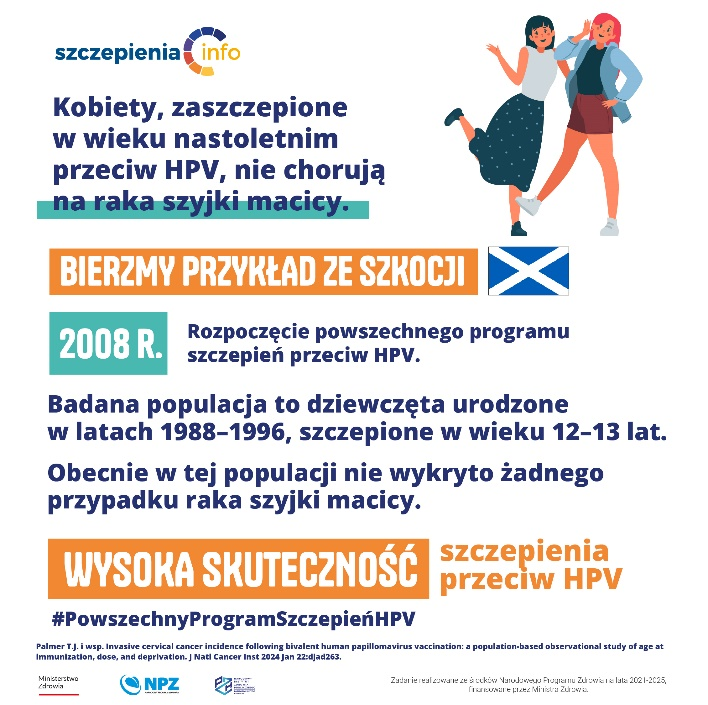 szczepienia info
Kobiety, zaszczepione
w wieku nastoletnim
przeciw HPV, nie chorują
na raka szyjki macicy.
BIERZMY PRZYKŁAD ZE SZKOCJI
2008 R.
Rozpoczęcie powszechnego programu
szczepień przeciw HPV.
Badana populacja to dziewczęta urodzone
w latach 1988–1996, szczepione w wieku 12–13 lat.
Obecnie w tej populacji nie wykryto żadnego
przypadku raka szyjki macicy.
WYSOKA SKUTECZNOŚĆ
szczepienia
przeciw HPV
#PowszechnyProgramSzczepieńHPV
Palmer T.J. i wsp. Invasive cervical cancer incidence following bivalent human papillomavirus vaccination: a population-based observational study of age at
immunization, dose, and deprivation. J Natl Cancer Inst 2024 Jan 22:djad263.
Ministerstwo
Zdrowia
NPZ
Zadanie realizowane ze środków Narodowego Programu Zdrowia na lata 2021-2025,
finansowane przez Ministra Zdrowia.